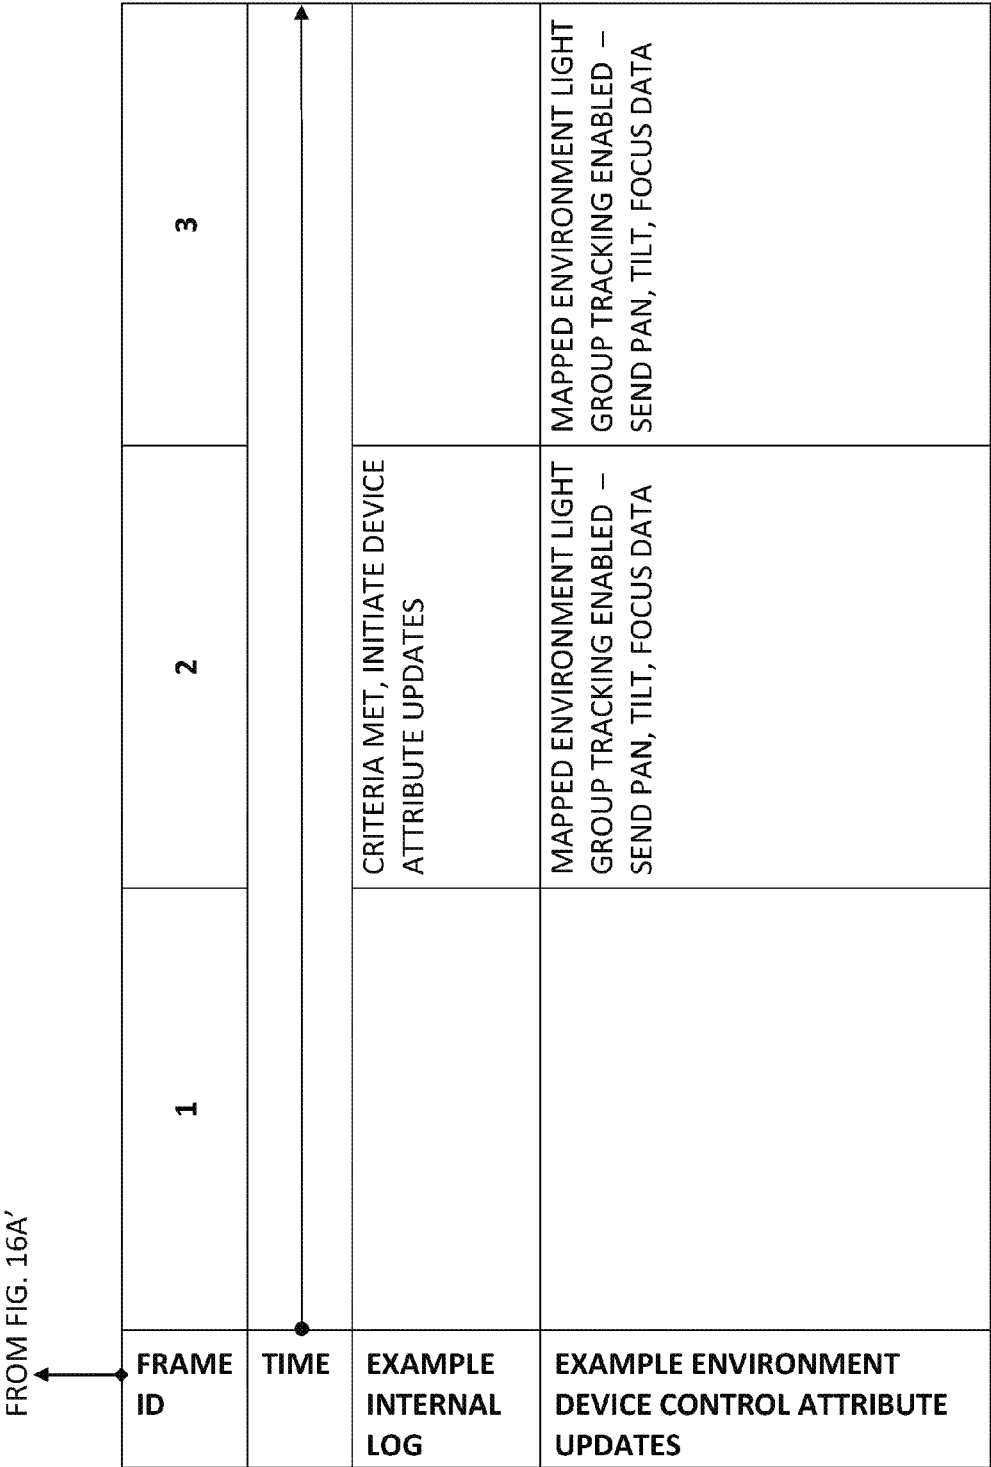 FROM FIG. 16A′
FRAME
ID
1
2
3
TIME
EXAMPLE
INTERNAL
LOG
CRITERIA MET, INITIATE DEVICE
ATTRIBUTE UPDATES
EXAMPLE ENVIRONMENT
DEVICE CONTROL ATTRIBUTE
UPDATES
MAPPED ENVIRONMENT LIGHT
GROUP TRACKING ENABLED –
SEND PAN, TILT, FOCUS DATA
MAPPED ENVIRONMENT LIGHT
GROUP TRACKING ENABLED –
SEND PAN, TILT, FOCUS DATA